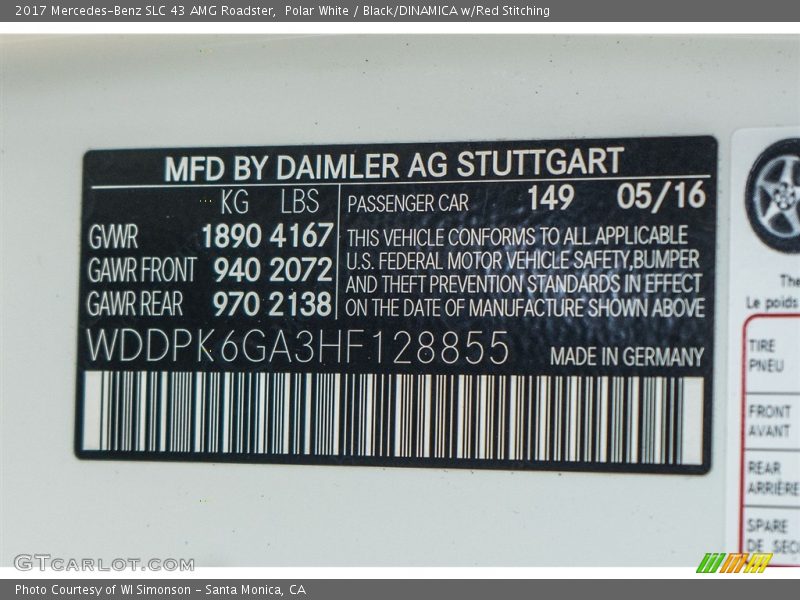 2017 Mercedes-Benz SLC 43 AMG Roadster, Polar White / Black/DINAMICA w/Red Stitching
MFD BY DAIMLER AG STUTTGART
KG LBS
GVWR 1890 4167
GAWR FRONT 940 2072
GAWR REAR 970 2138
PASSENGER CAR 149 05/16
THIS VEHICLE CONFORMS TO ALL APPLICABLE
U.S. FEDERAL MOTOR VEHICLE SAFETY,BUMPER
AND THEFT PREVENTION STANDARDS IN EFFECT
ON THE DATE OF MANUFACTURE SHOWN ABOVE
WDDPK6GA3HF128855 MADE IN GERMANY
Le poids
TIRE
PNEU
FRONT
AVANT
REAR
ARRIÈRE
SPARE
DE
GTCARLOT.COM
Photo Courtesy of WI Simonson - Santa Monica, CA